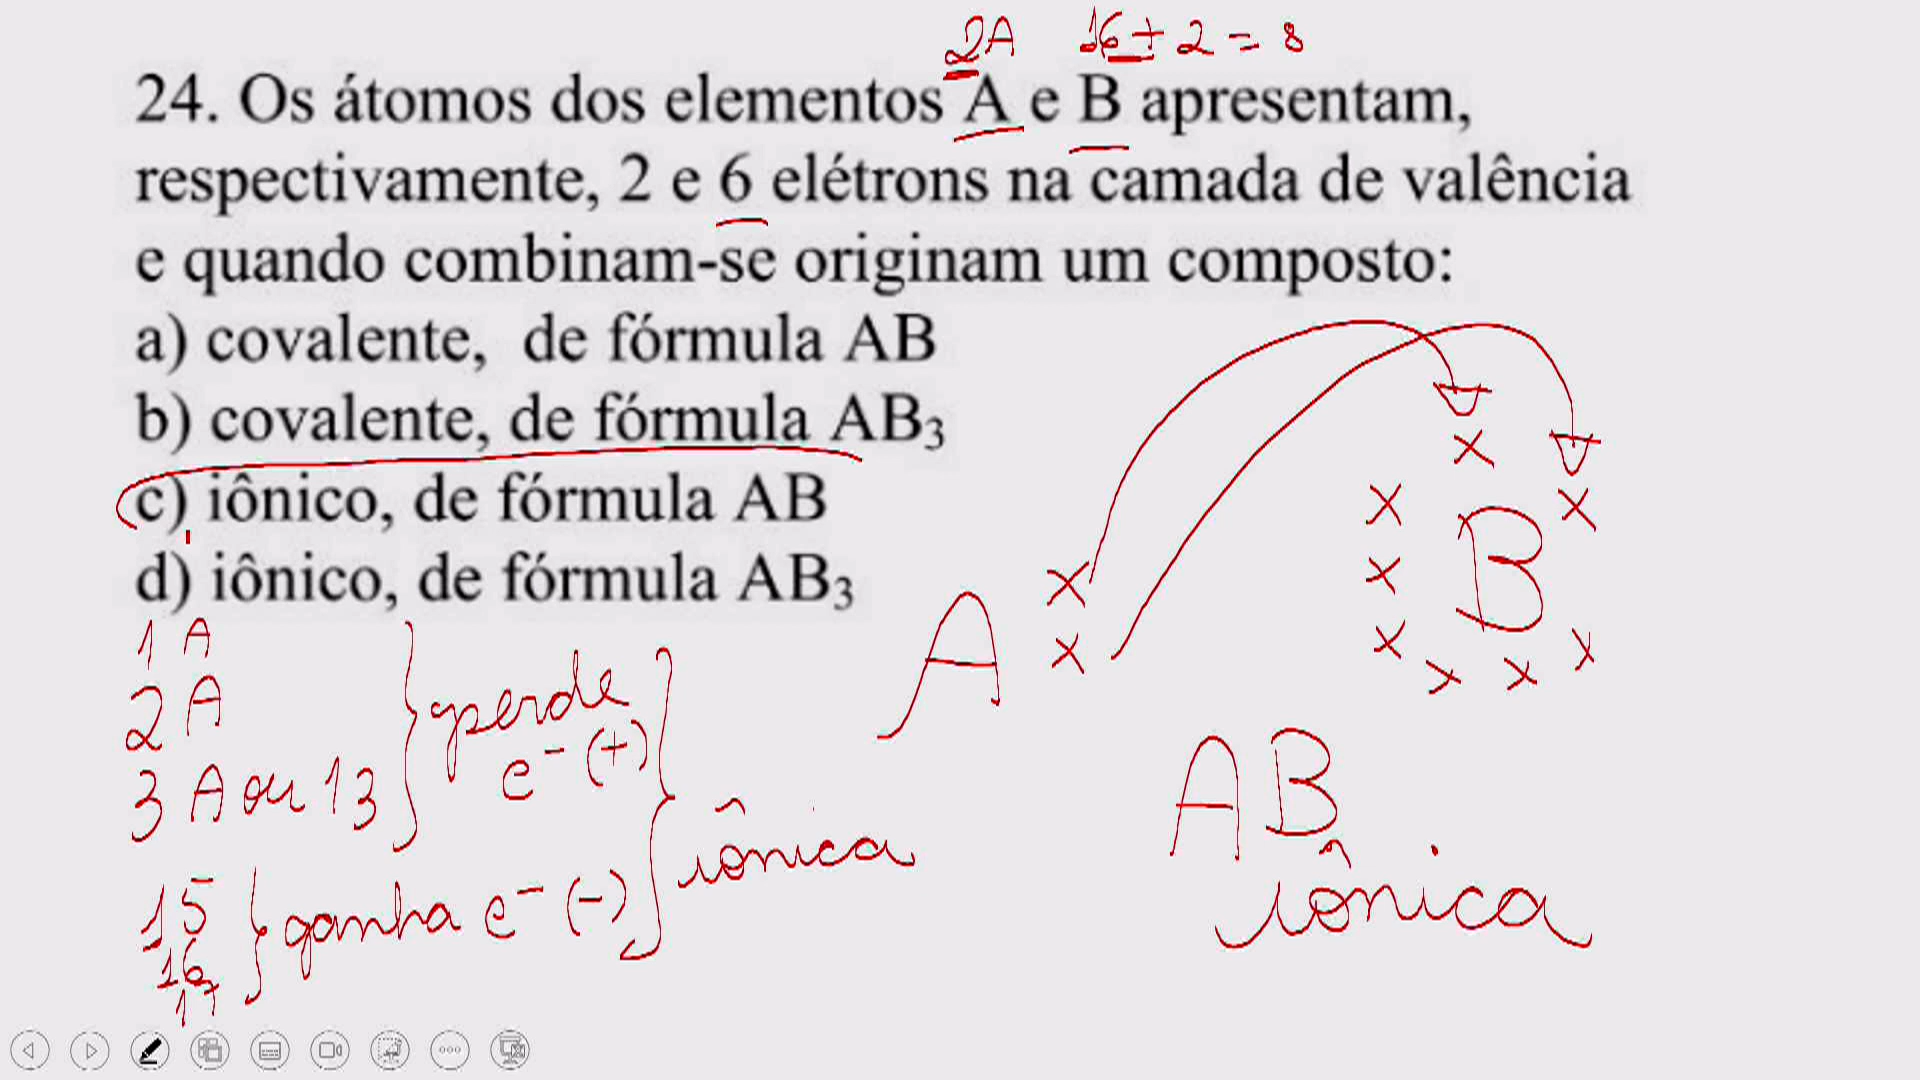 2A 16+2=8
24. Os átomos dos elementos A e B apresentam,
respectivamente, 2 e 6 elétrons na camada de valência
e quando combinam-se originam um composto:
a) covalente, de fórmula AB
b) covalente, de fórmula AB₃
c) iônico, de fórmula AB
d) iônico, de fórmula AB₃
x
x x
x
x B
x x
x x x
A x
x
1 A
2 A
3 A ou 13
perde
e⁻ (+)
15
16
17
ganha e⁻ (-)
iônica
AB
iônica